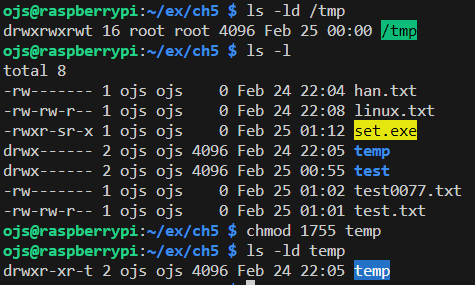 ojs@raspberrypi:~/ex/ch5 $ ls -ld /tmp
drwxrwxrwt 16 root root 4096 Feb 25 00:00 /tmp
ojs@raspberrypi:~/ex/ch5 $ ls -l
total 8
-rw------- 1 ojs ojs    0 Feb 24 22:04 han.txt
-rw-rw-r-- 1 ojs ojs    0 Feb 24 22:08 linux.txt
-rwxr-sr-x 1 ojs ojs    0 Feb 25 01:12 set.exe
drwx------ 2 ojs ojs 4096 Feb 24 22:05 temp
drwx------ 2 ojs ojs 4096 Feb 25 00:55 test
-rw------- 1 ojs ojs    0 Feb 25 01:02 test0077.txt
-rw-rw-r-- 1 ojs ojs    0 Feb 25 01:01 test.txt
ojs@raspberrypi:~/ex/ch5 $ chmod 1755 temp
ojs@raspberrypi:~/ex/ch5 $ ls -ld temp
drwxr-xr-t 2 ojs ojs 4096 Feb 24 22:05 temp